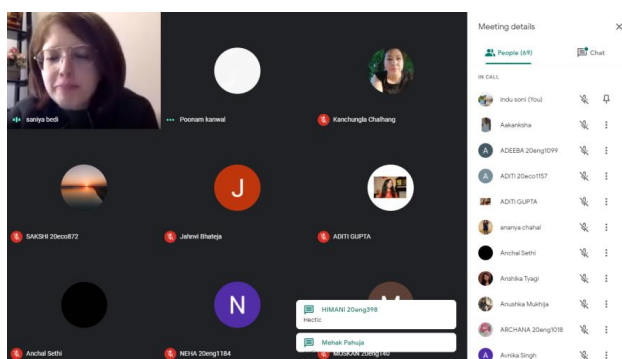 saniya bedi
Poonam kanwal
Kanchungla Chalhang
SAKSHI 20eco872
J
Jahnvi Bhateja
ADITI GUPTA
Anchal Sethi
N
NEHA 20eng1184
M
MUSKAN 20eng140
HIMANI 20eng398
Hectic
Mehak Pahuja
Meeting details
People (69)
Chat
IN CALL
indu soni (You)
Aakanksha
A
ADEEBA 20eng1099
A
ADITI 20eco1157
ADITI GUPTA
ananya chahal
Anchal Sethi
Anshika Tyagi
Anushka Mukhija
ARCHANA 20eng1018
A
Avnika Singh